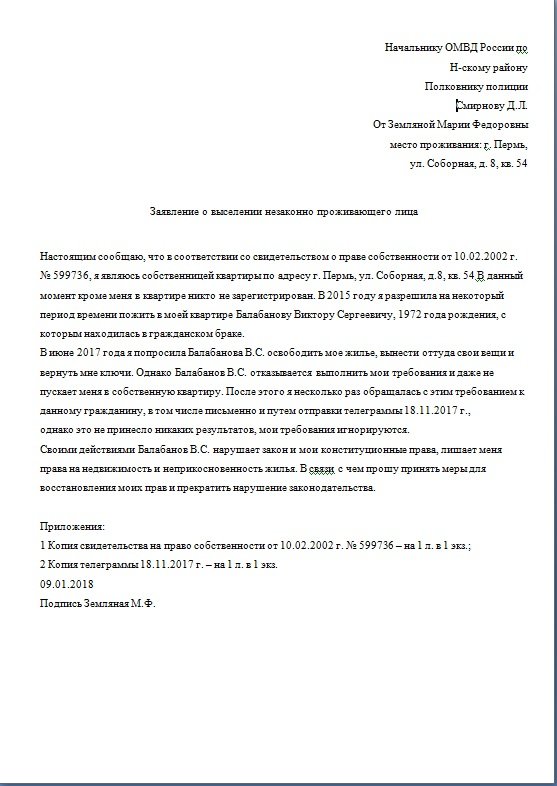 Начальнику ОМВД России по
Н-скому району
Полковнику полиции
Смирнову Д.Л.
От Земляной Марии Федоровны
место проживания: г. Пермь,
ул. Соборная, д. 8, кв. 54
Заявление о выселении незаконно проживающего лица
Настоящим сообщаю, что в соответствии со свидетельством о праве собственности от 10.02.2002 г.
№ 599736, я являюсь собственницей квартиры по адресу г. Пермь, ул. Соборная, д.8, кв. 54.В данный
момент кроме меня в квартире никто не зарегистрирован. В 2015 году я разрешила на некоторый
период времени пожить в моей квартире Балабанову Виктору Сергеевичу, 1972 года рождения, с
которым находилась в гражданском браке.
В июне 2017 года я попросила Балабанова В.С. освободить мое жилье, вынести оттуда свои вещи и
вернуть мне ключи. Однако Балабанов В.С. отказывается выполнить мои требования и даже не
пускает меня в собственную квартиру. После этого я несколько раз обращалась с этим требованием к
данному гражданину, в том числе письменно и путем отправки телеграммы 18.11.2017 г.,
однако это не принесло никаких результатов, мои требования игнорируются.
Своими действиями Балабанов В.С. нарушает закон и мои конституционные права, лишает меня
права на недвижимость и неприкосновенность жилья. В связи с чем прошу принять меры для
восстановления моих прав и прекратить нарушение законодательства.
Приложения:
1 Копия свидетельства на право собственности от 10.02.2002 г. № 599736 – на 1 л. в 1 экз.;
2 Копия телеграммы 18.11.2017 г. – на 1 л. в 1 экз.
09.01.2018
Подпись Земляная М.Ф.